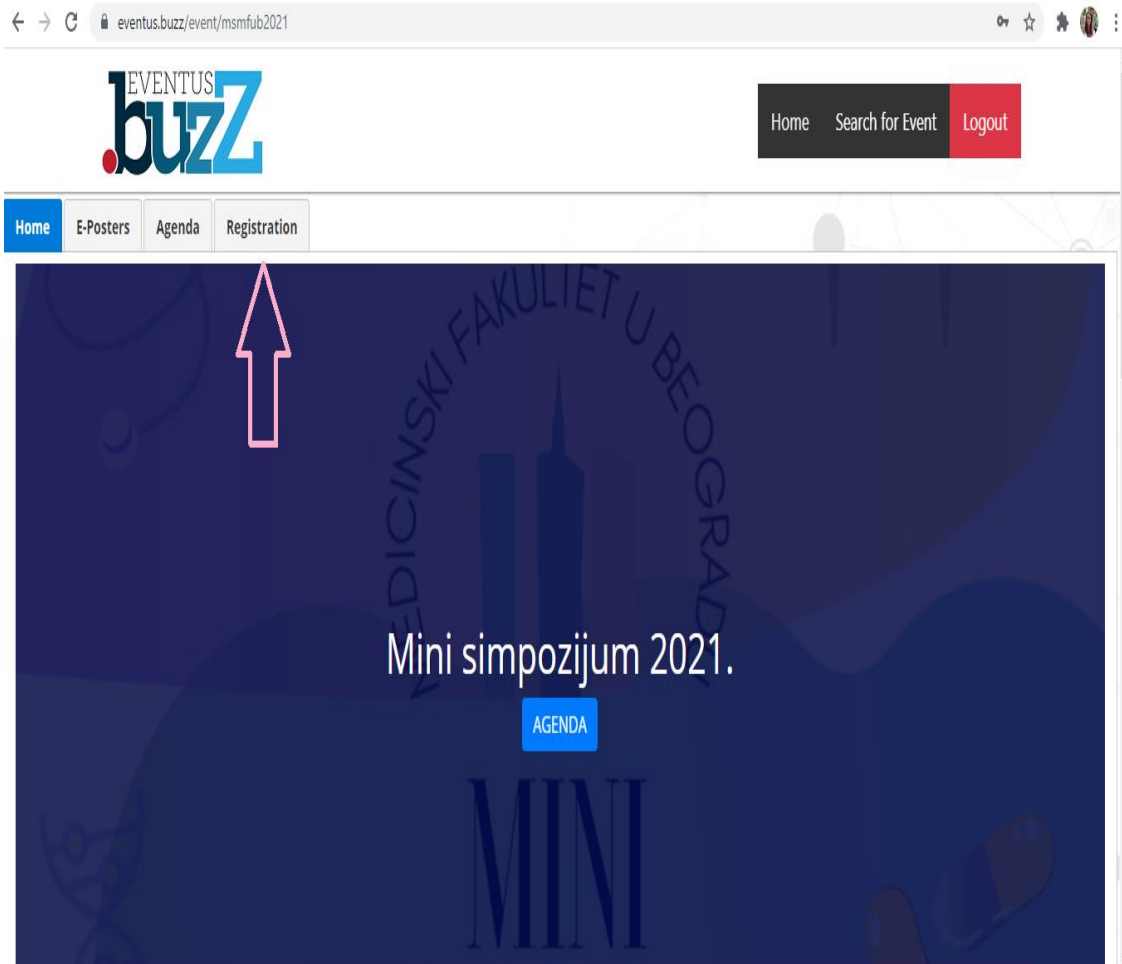 eventus.buzz/event/msmfub2021
EVENTUS
.buzz
Home Search for Event Logout
Home E-Posters Agenda Registration
MEDICINSKI FAKULTET U BEOGRADU
Mini simpozijum 2021.
AGENDA
MINI